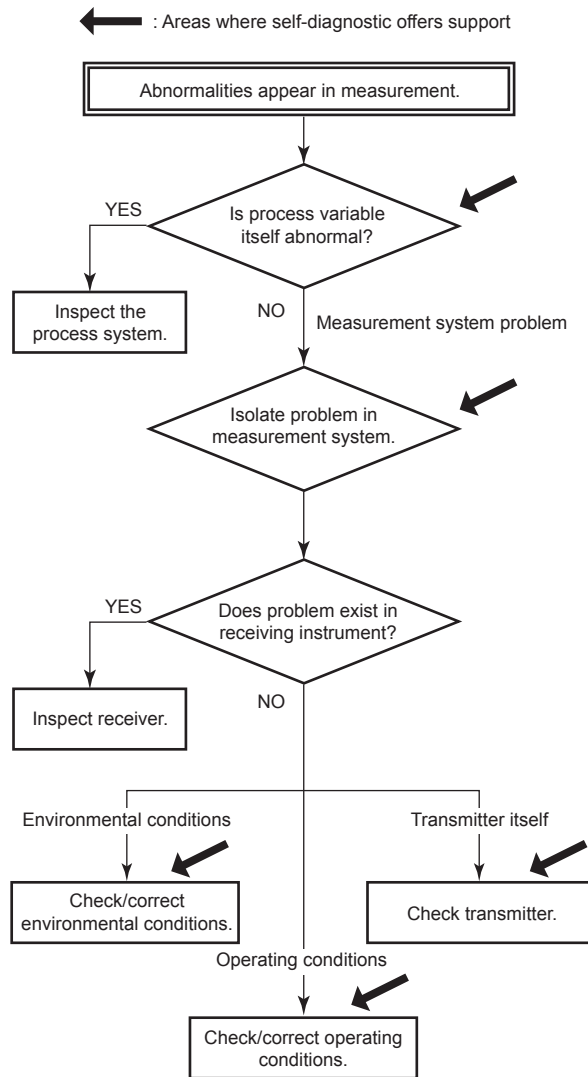 : Areas where self-diagnostic offers support
Abnormalities appear in measurement.
Is process variable
itself abnormal?
YES
Inspect the
process system.
NO
Measurement system problem
Isolate problem in
measurement system.
Does problem exist in
receiving instrument?
YES
Inspect receiver.
NO
Environmental conditions
Transmitter itself
Check/correct
environmental conditions.
Check transmitter.
Operating conditions
Check/correct operating
conditions.